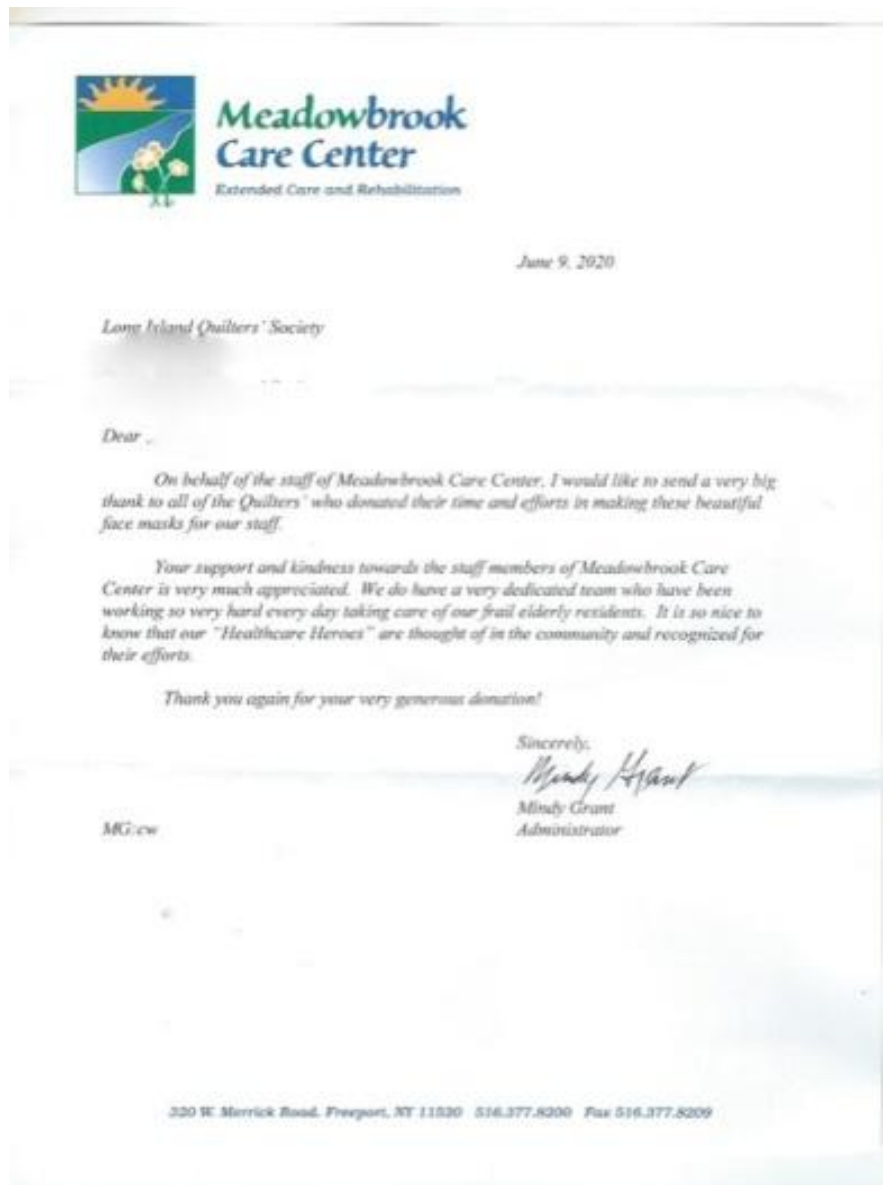 Meadowbrook
Care Center
Extended Care and Rehabilitation
June 9, 2020
Long Island Quilters' Society
Dear
On behalf of the staff of Meadowbrook Care Center, I would like to send a very big
thank to all of the Quilters' who donated their time and efforts in making these beautiful
face masks for our staff.
Your support and kindness towards the staff members of Meadowbrook Care
Center is very much appreciated. We do have a very dedicated team who have been
working so very hard every day taking care of our frail elderly residents. It is so nice to
know that our "Healthcare Heroes" are thought of in the community and recognized for
their efforts.
Thank you again for your very generous donation!
Sincerely,
Mindy Grant
Mindy Grant
Administrator
MG:cw
320 W. Merrick Road, Freeport, NY 11520 516.377.8200 Fax 516.377.8209